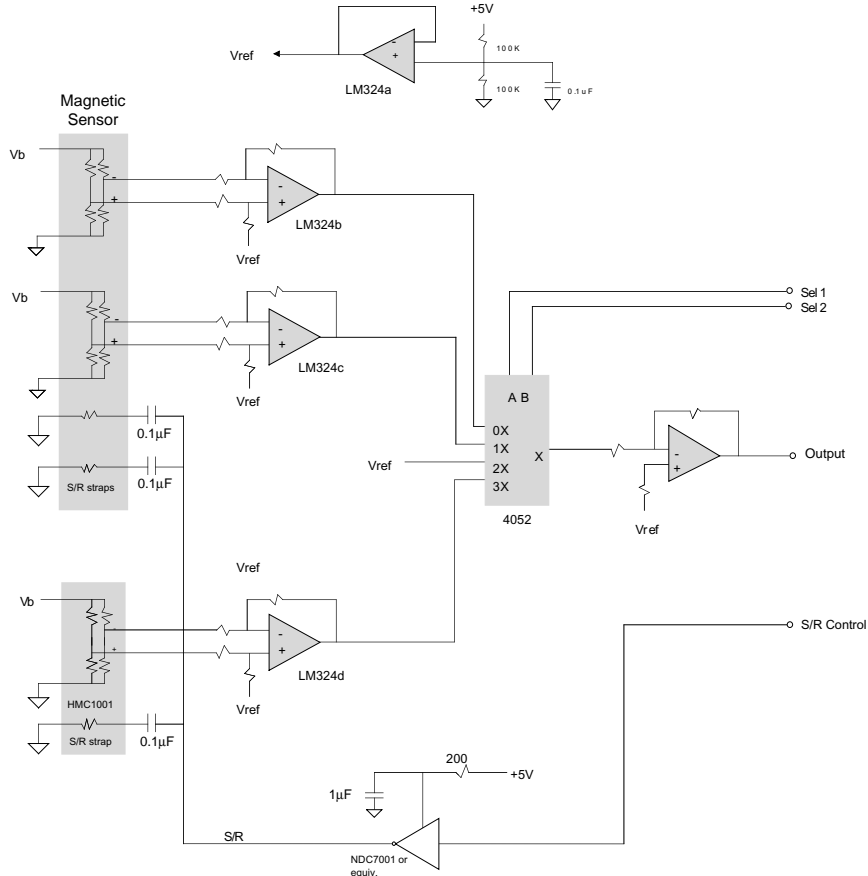 +5V
Vref
-
+
100K
100K
0.1uF
LM324a
Magnetic
Sensor
Vb
-
+
-
+
LM324b
Vref
Vb
-
+
-
+
LM324c
Vref
Sel 1
Sel 2
A B
0X
1X
2X
3X
X
4052
Vref
-
+
Output
Vref
0.1µF
0.1µF
S/R straps
Vref
Vb
-
+
-
+
LM324d
Vref
S/R Control
HMC1001
S/R strap
0.1µF
200
+5V
1µF
S/R
NDC7001 or
equiv.